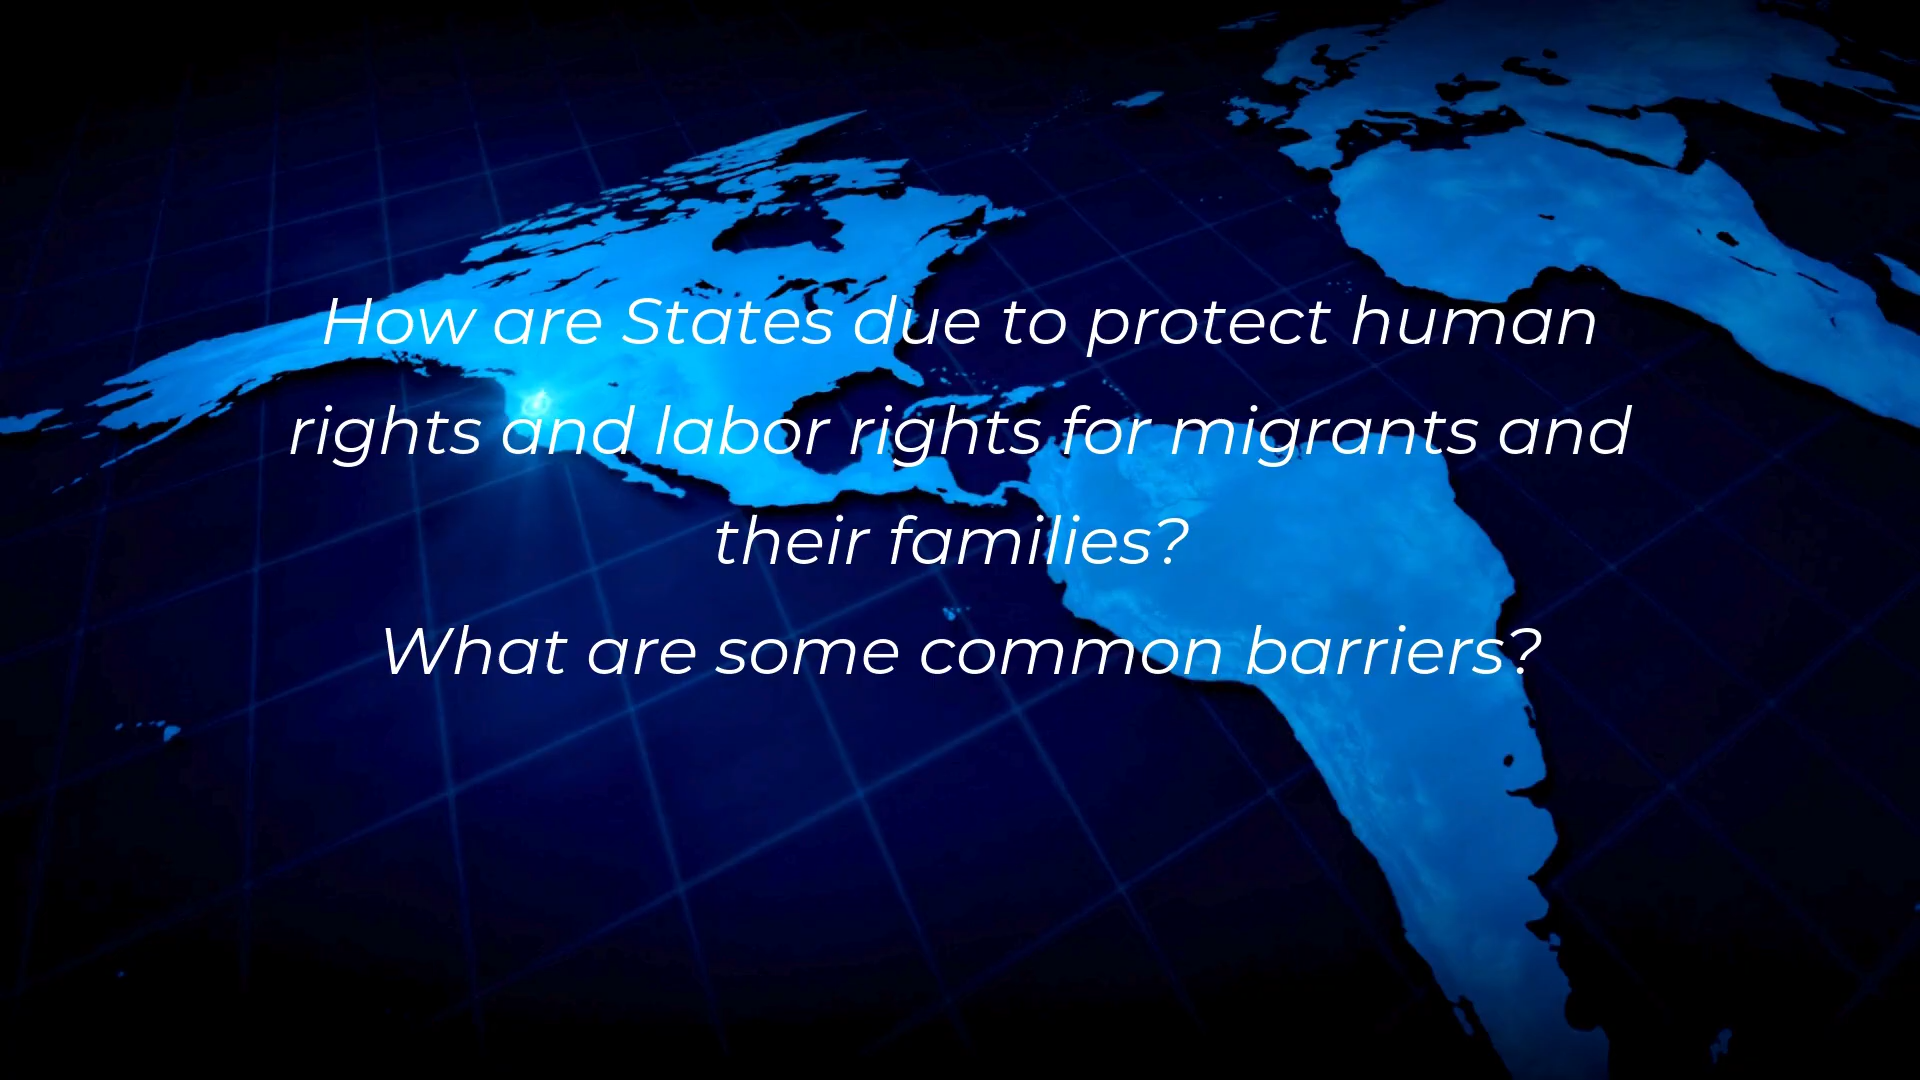 How are States due to protect human
rights and labor rights for migrants and
their families?
What are some common barriers?